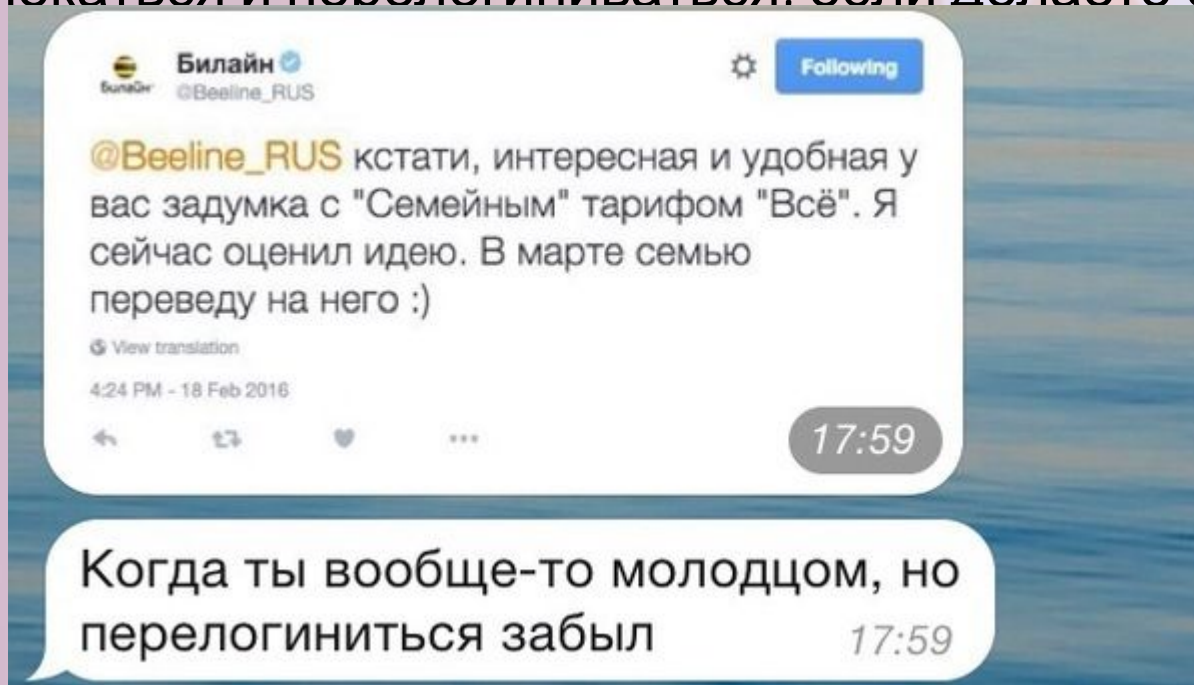 Билайн
@Beeline_RUS
Following
Билайн
@Beeline_RUS кстати, интересная и удобная у
вас задумка с "Семейным" тарифом "Всё". Я
сейчас оценил идею. В марте семью
переведу на него :)
View translation
4:24 PM - 18 Feb 2016
17:59
Когда ты вообще-то молодцом, но
перелогиниться забыл
17:59